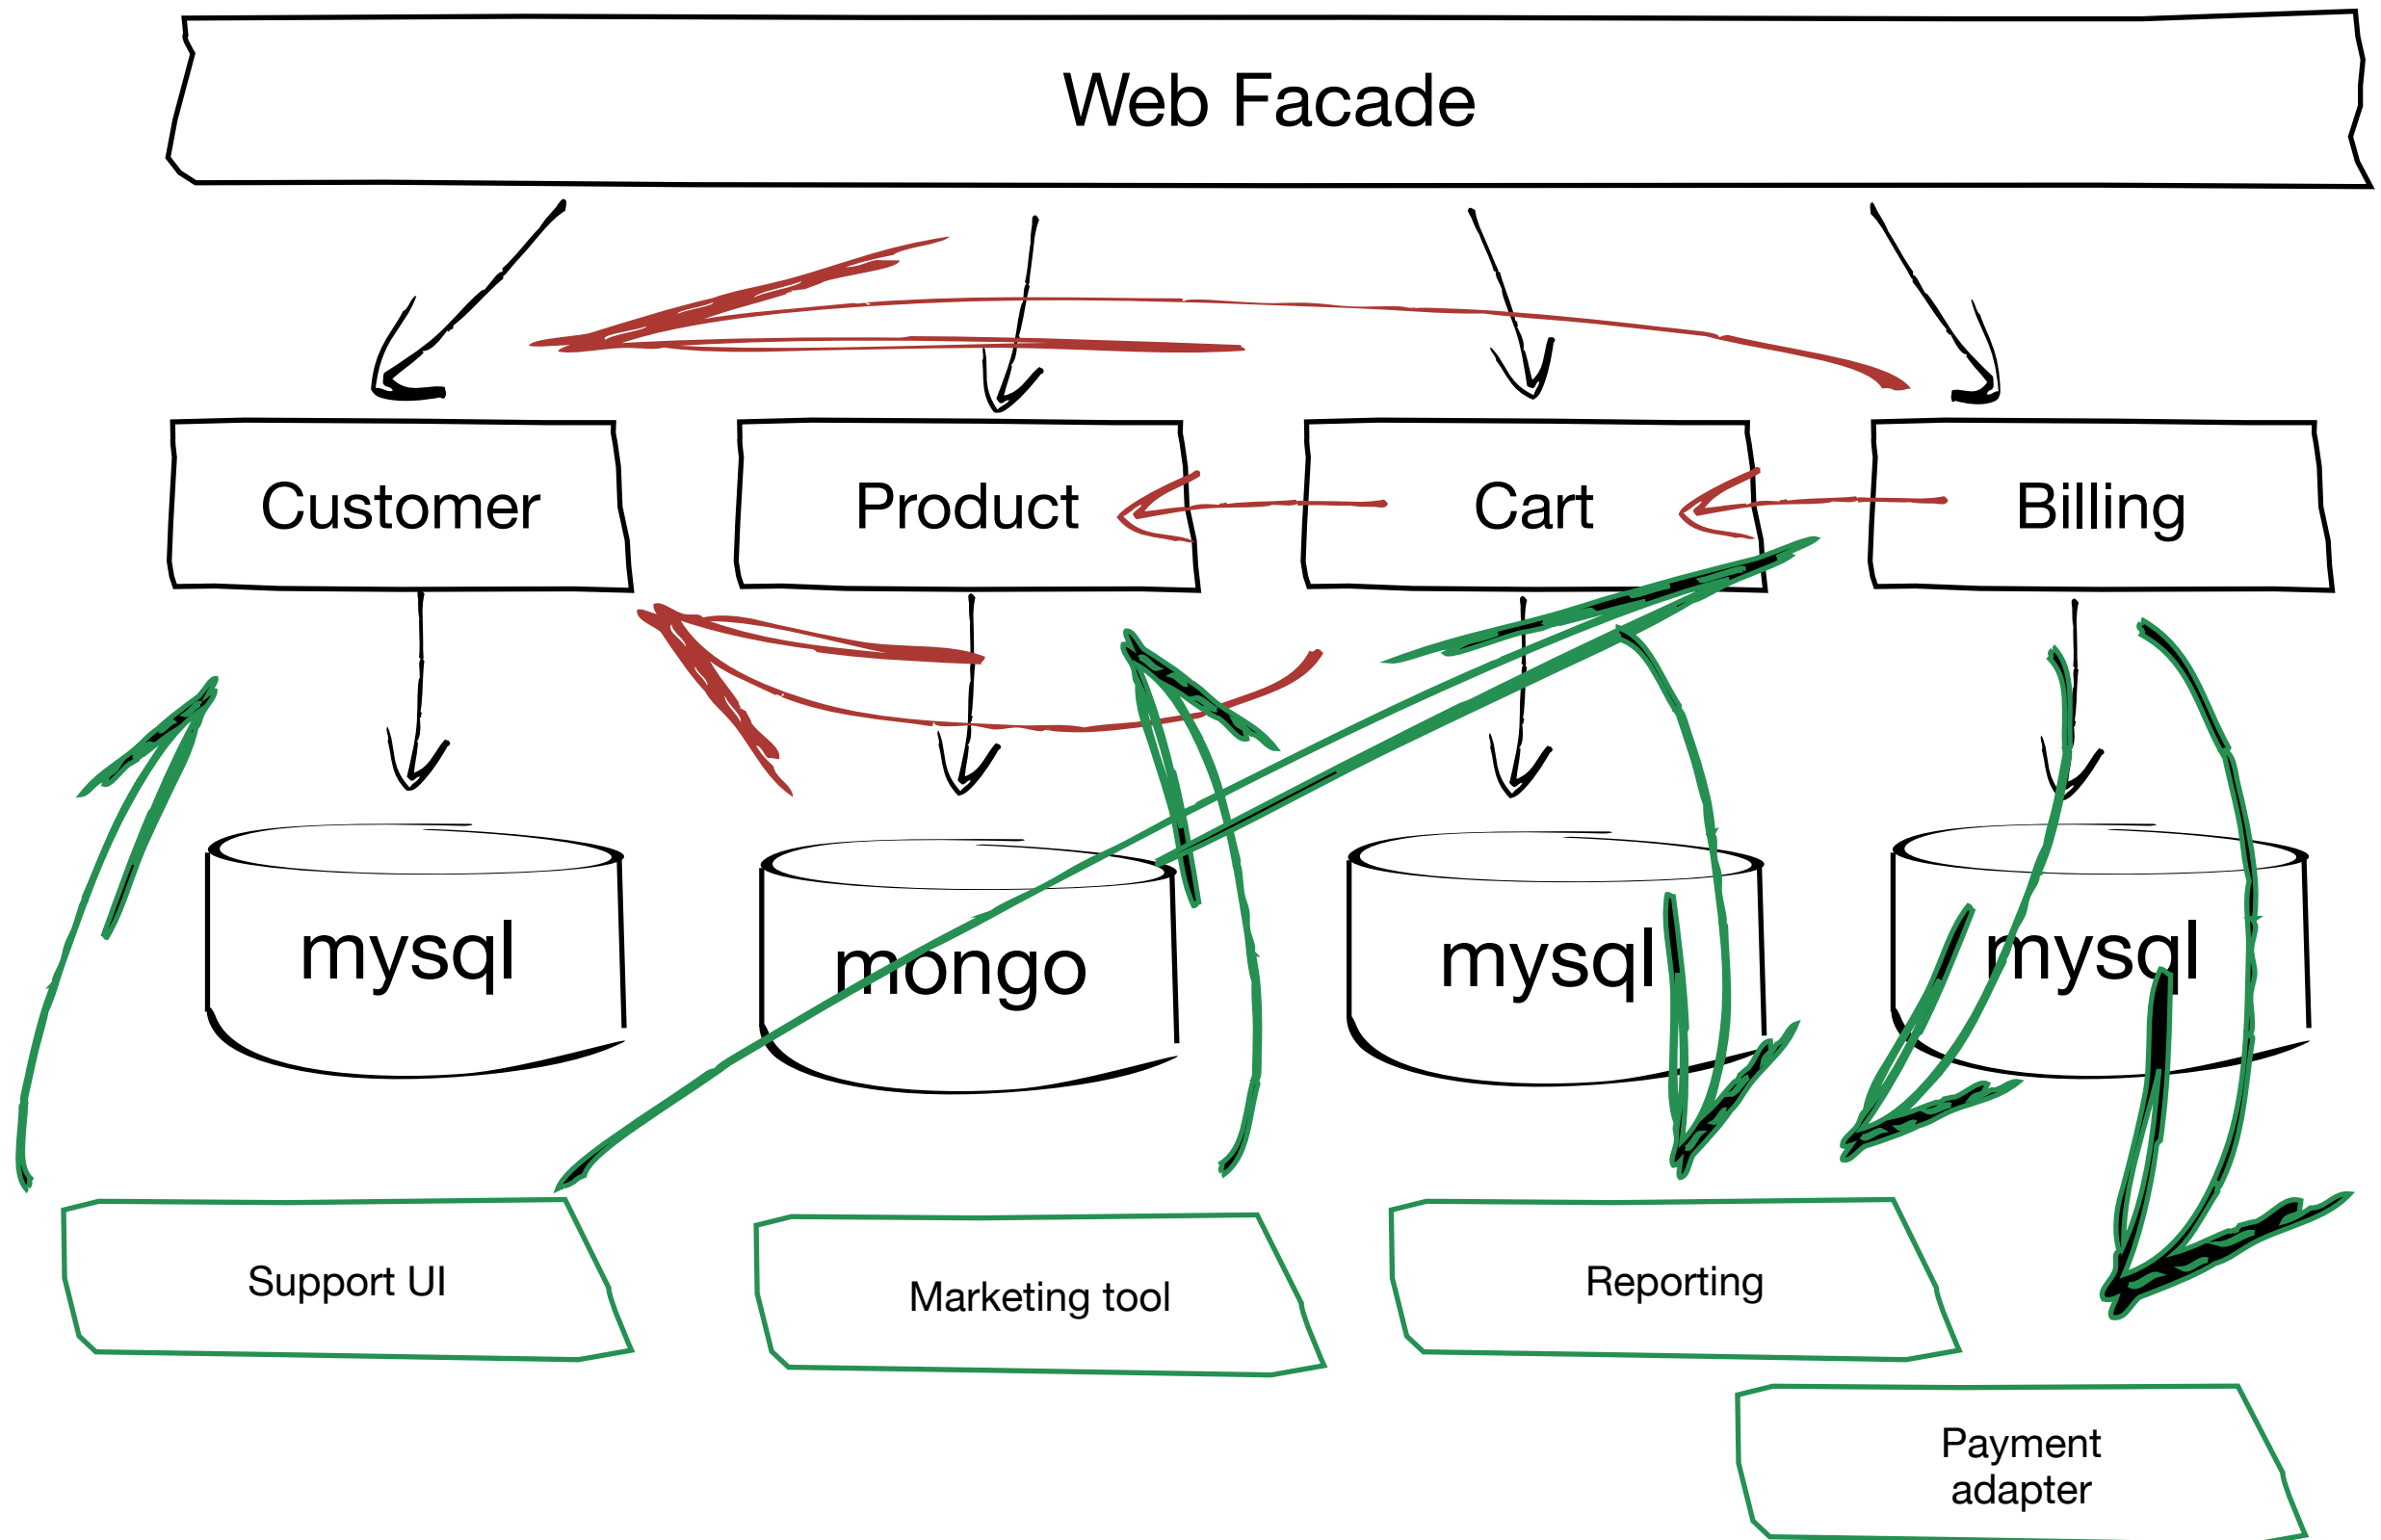 Web Facade
Customer
Product
Cart
Billing
mysql
mongo
mysql
mysql
Support UI
Marketing tool
Reporting
Payment
adapter